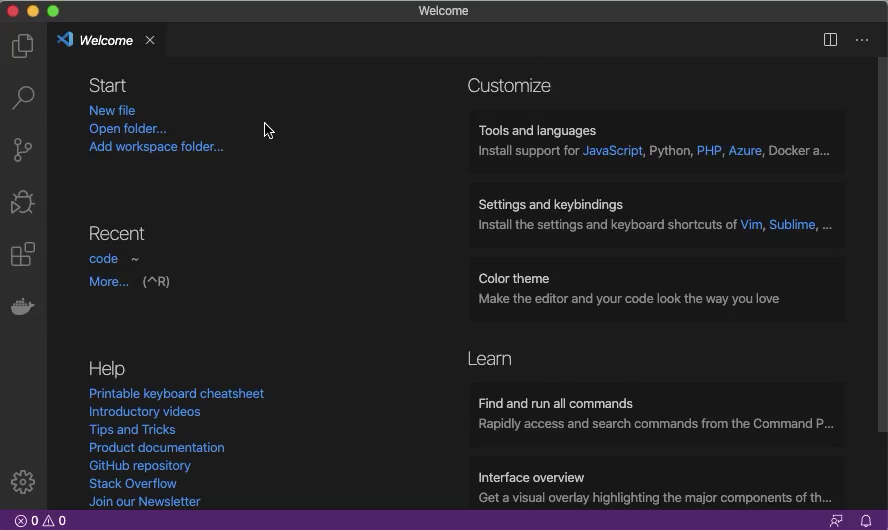 Welcome
Welcome
Start
New file
Open folder...
Add workspace folder...
Recent
code ~
More... (^R)
Help
Printable keyboard cheatsheet
Introductory videos
Tips and Tricks
Product documentation
GitHub repository
Stack Overflow
Join our Newsletter
Customize
Tools and languages
Install support for JavaScript, Python, PHP, Azure, Docker a...
Settings and keybindings
Install the settings and keyboard shortcuts of Vim, Sublime, ...
Color theme
Make the editor and your code look the way you love
Learn
Find and run all commands
Rapidly access and search commands from the Command P...
Interface overview
Get a visual overlay highlighting the major components of th...
0 0